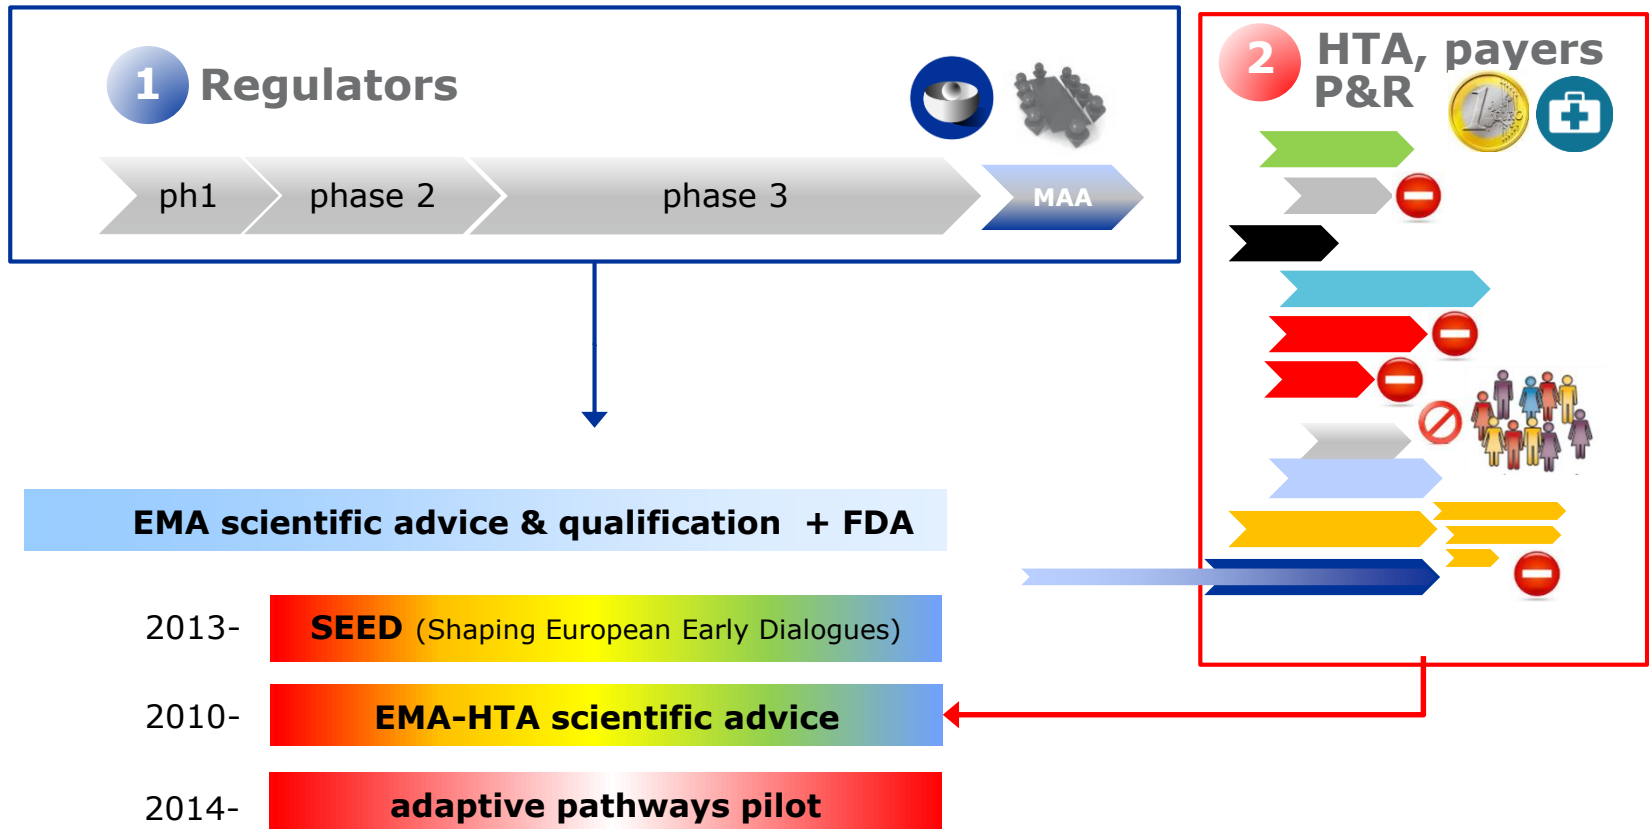 1 Regulators
ph1 phase 2 phase 3 MAA
2 HTA, payers
P&R
EMA scientific advice & qualification + FDA
2013- SEED (Shaping European Early Dialogues)
2010- EMA-HTA scientific advice
2014- adaptive pathways pilot